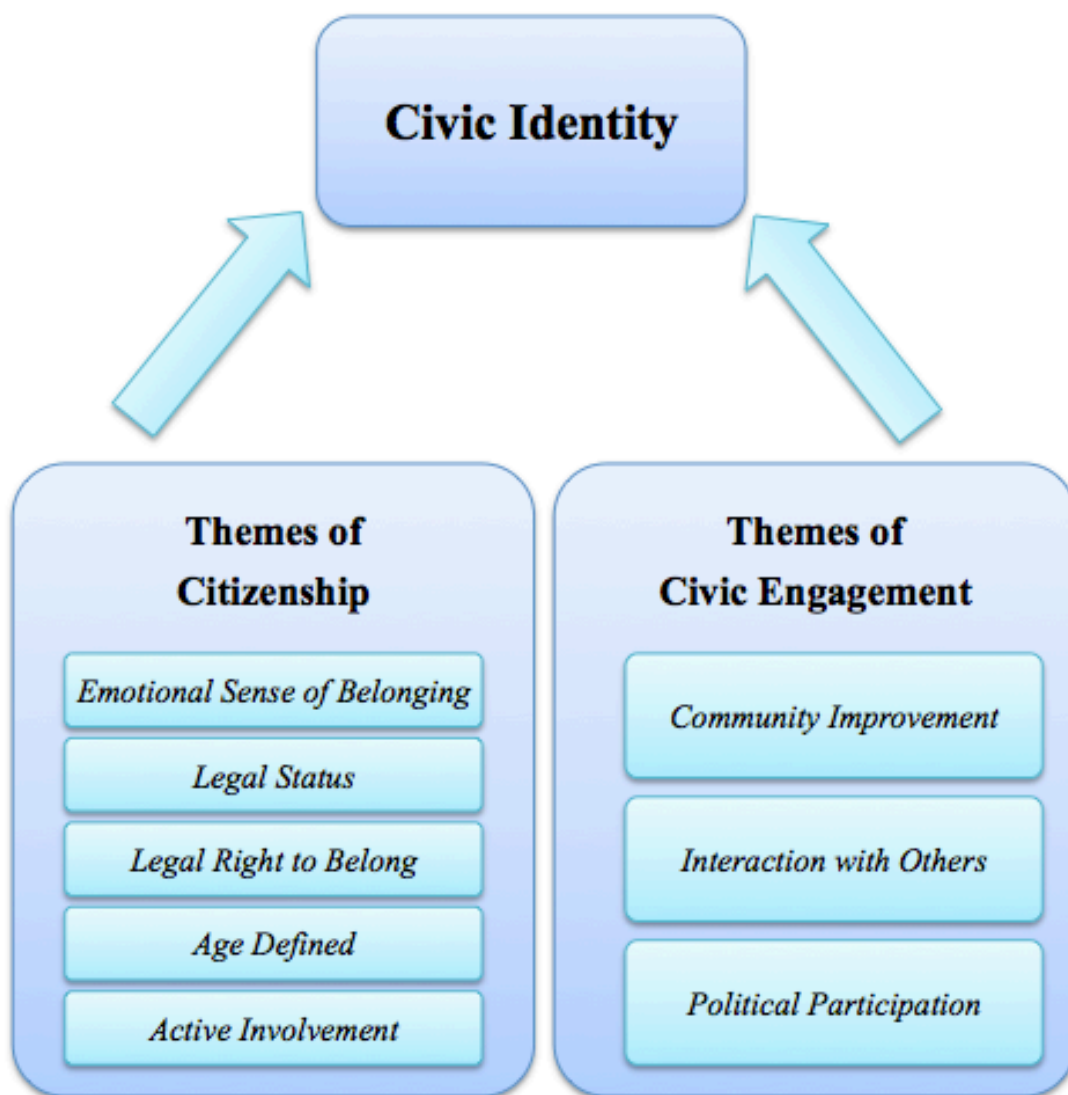 Civic Identity
Themes of
Citizenship
Emotional Sense of Belonging
Legal Status
Legal Right to Belong
Age Defined
Active Involvement
Themes of
Civic Engagement
Community Improvement
Interaction with Others
Political Participation